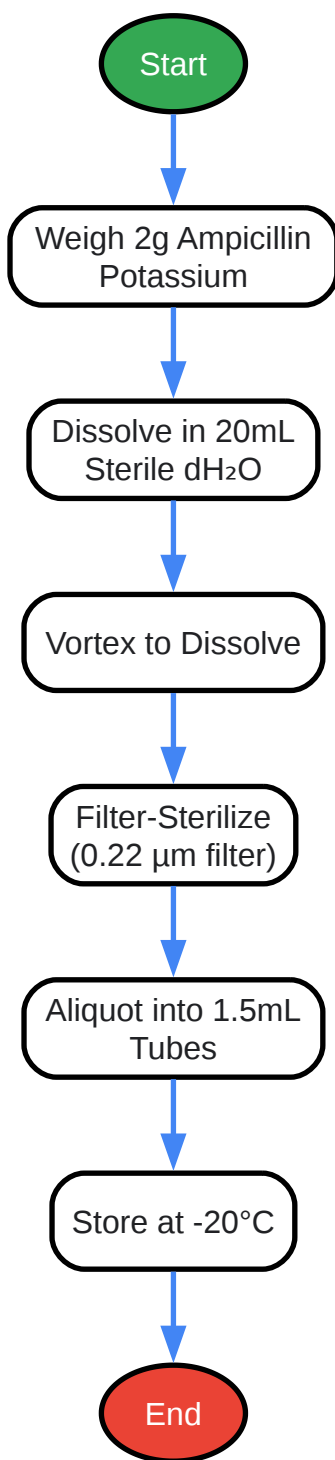 Start
Weigh 2g Ampicillin
Potassium
Dissolve in 20mL
Sterile dH₂O
Vortex to Dissolve
Filter-Sterilize
(0.22 µm filter)
Aliquot into 1.5mL
Tubes
Store at -20°C
End